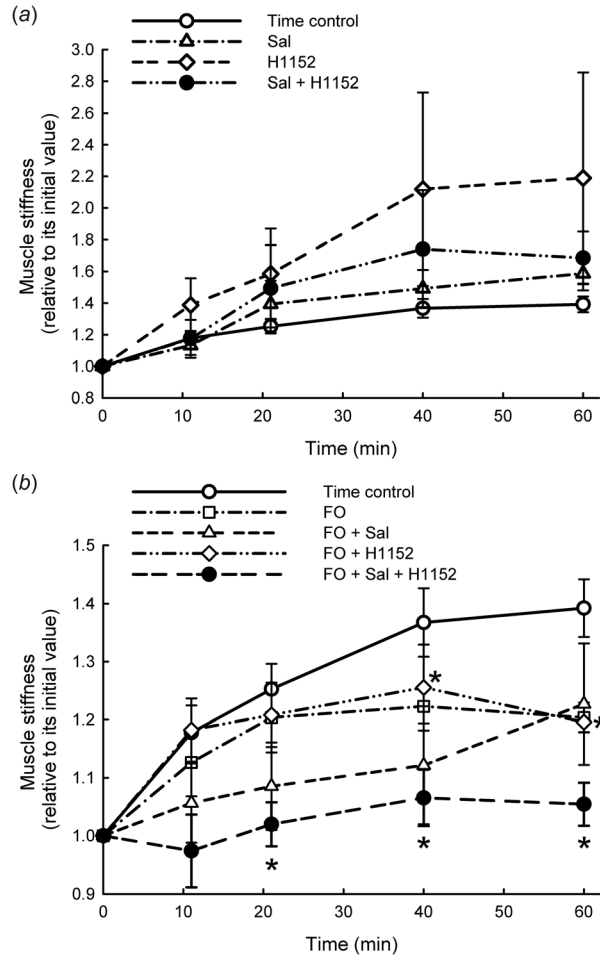 (a)
Time control
Sal
H1152
Sal + H1152
3.0
2.8
2.6
2.4
2.2
2.0
1.8
1.6
1.4
1.2
1.0
0.8
Muscle stiffness
(relative to its initial value)
0 10 20 30 40 50 60
Time (min)
(b)
Time control
FO
FO + Sal
FO + H1152
FO + Sal + H1152
1.5
1.4
1.3
1.2
1.1
1.0
0.9
Muscle stiffness
(relative to its initial value)
*
*
*
*
*
0 10 20 30 40 50 60
Time (min)